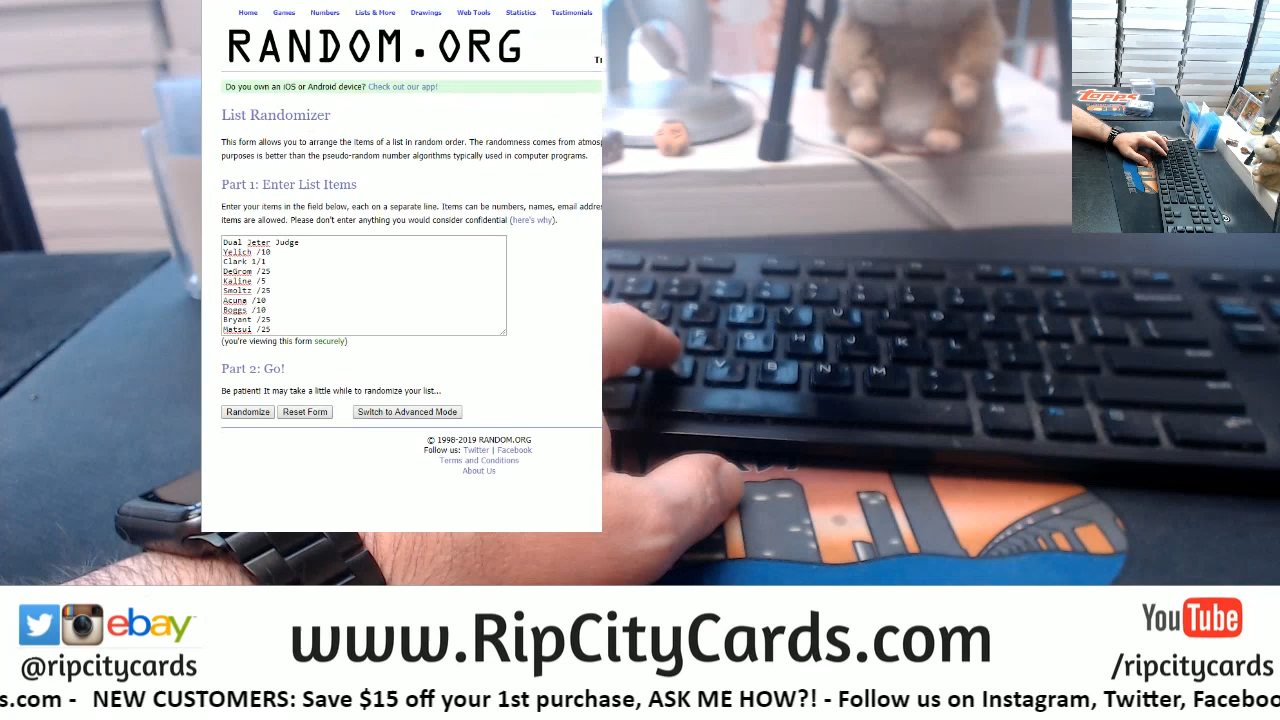 Home Games Numbers Lists & More Drawings Web Tools Statistics Testimonials
RANDOM.ORG
Do you own an iOS or Android device? Check out our app!
List Randomizer
This form allows you to arrange the items of a list in random order. The randomness comes from
purposes is better than the pseudo-random number algorithms typically used in computer programs.
Part 1: Enter List Items
Enter your items in the field below, each on a separate line. Items can be numbers, names, email
items are allowed. Please don't enter anything you would consider confidential (here's why).
Dual Jeter Judge
Yelich /10
Clark 1/1
DeGrom /25
Kaline /5
Smoltz /25
Acuna /10
Boggs /10
Bryant /25
Matsui /25
(you're viewing this form securely)
Part 2: Go!
Be patient! It may take a little while to randomize your list...
Randomize Reset Form Switch to Advanced Mode
© 1998-2019 RANDOM.ORG
Follow us: Twitter | Facebook
Terms and Conditions
About Us
Topps
ebay
@ripcitycards
www.RipCityCards.com
YouTube
/ripcitycards
s.com - NEW CUSTOMERS: Save $15 off your 1st purchase, ASK ME HOW?! - Follow us on Instagram, Twitter, Facebo